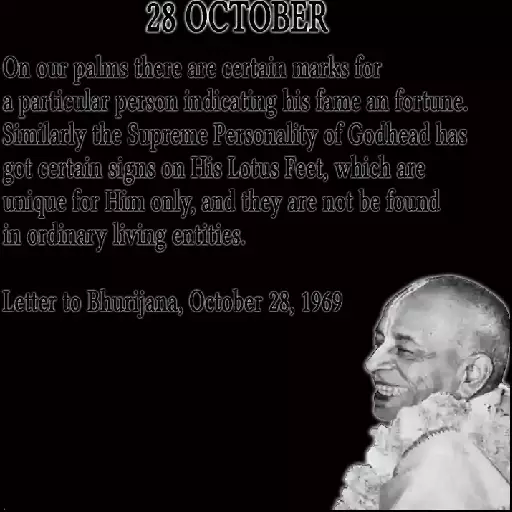 28 OCTOBER
On our palms there are certain marks for
a particular person indicating his fame an fortune.
Similarly the Supreme Personality of Godhead has
got certain signs on His Lotus Feet, which are
unique for Him only, and they are not be found
in ordinary living entities.
Letter to Bhurijana, October 28, 1969